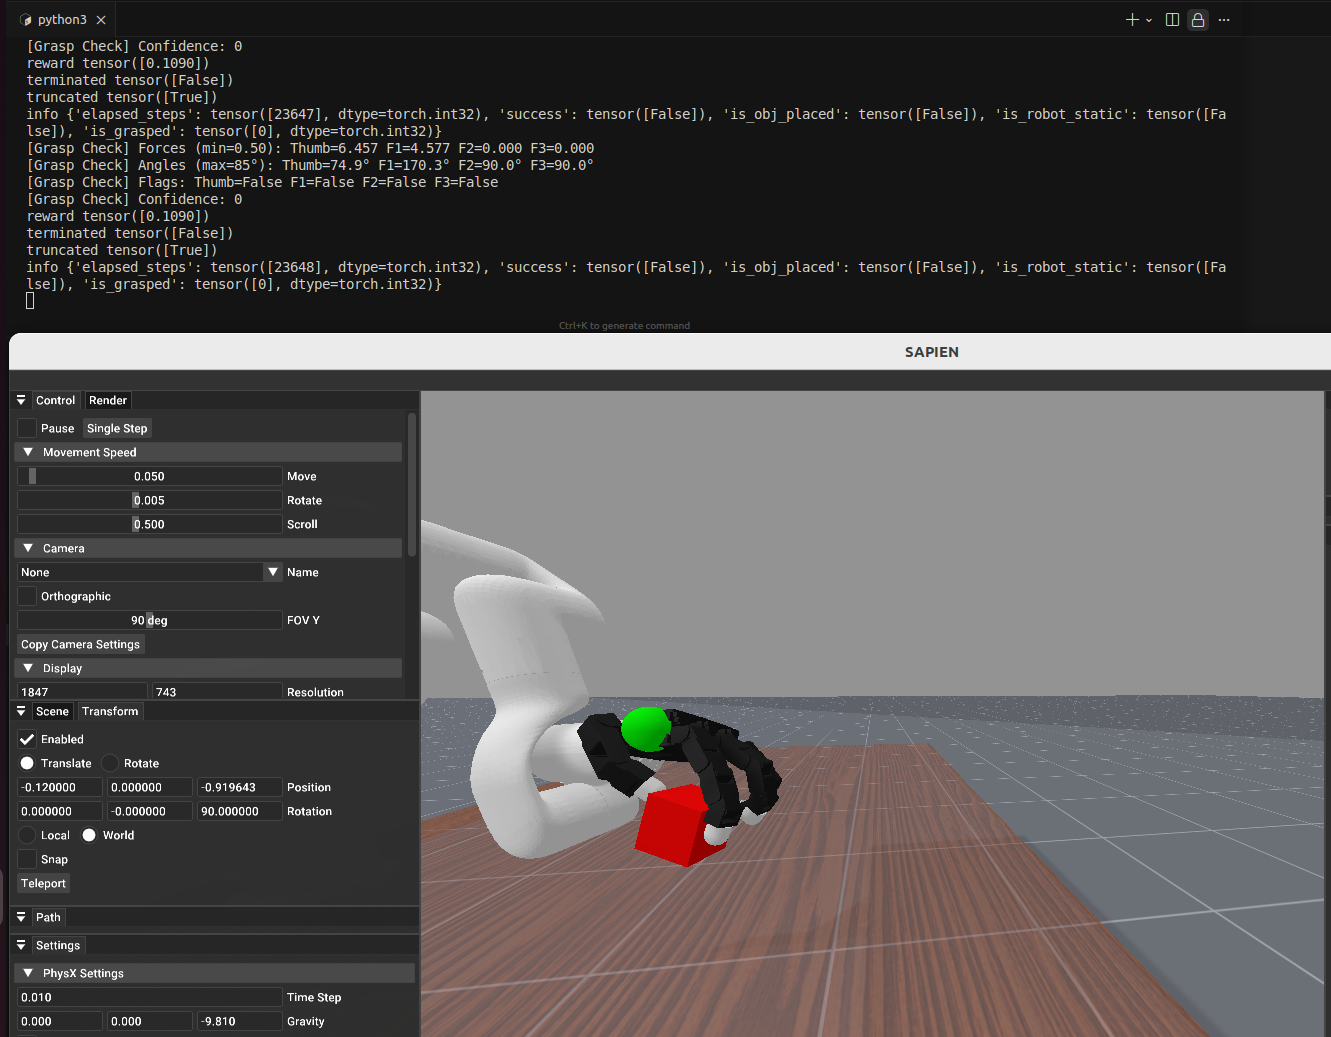 python3
[Grasp Check] Confidence: 0
reward tensor([0.1090])
terminated tensor([False])
truncated tensor([True])
info {'elapsed_steps': tensor([23647], dtype=torch.int32), 'success': tensor([False]), 'is_obj_placed': tensor([False]), 'is_robot_static': tensor([Fa
lse]), 'is_grasped': tensor([0], dtype=torch.int32)}
[Grasp Check] Forces (min=0.50): Thumb=6.457 F1=4.577 F2=0.000 F3=0.000
[Grasp Check] Angles (max=85°): Thumb=74.9° F1=170.3° F2=90.0° F3=90.0°
[Grasp Check] Flags: Thumb=False F1=False F2=False F3=False
[Grasp Check] Confidence: 0
reward tensor([0.1090])
terminated tensor([False])
truncated tensor([True])
info {'elapsed_steps': tensor([23648], dtype=torch.int32), 'success': tensor([False]), 'is_obj_placed': tensor([False]), 'is_robot_static': tensor([Fa
lse]), 'is_grasped': tensor([0], dtype=torch.int32)}
Ctrl+K to generate command
SAPIEN
Control Render
Pause Single Step
Movement Speed
0.050 Move
0.005 Rotate
0.500 Scroll
Camera
None Name
Orthographic
90 deg FOV Y
Copy Camera Settings
Display
1847 743 Resolution
Scene Transform
Enabled
Translate Rotate
-0.120000 0.000000 -0.919643 Position
0.000000 -0.000000 90.000000 Rotation
Local World
Snap
Teleport
Path
Settings
PhysX Settings
0.010 Time Step
0.000 0.000 -9.810 Gravity